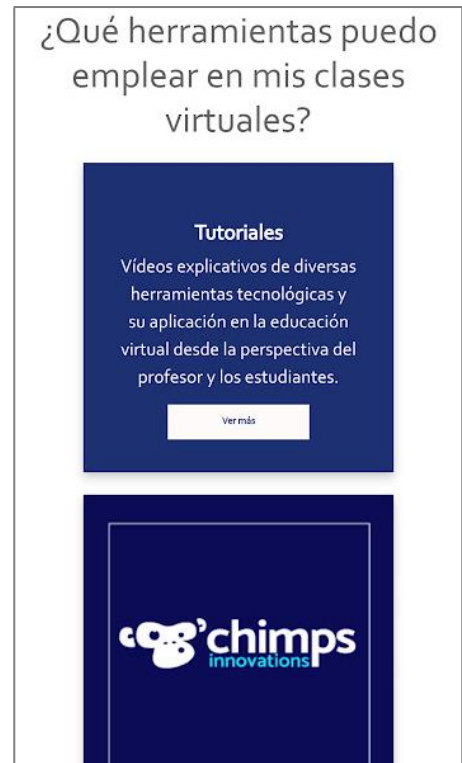 ¿Qué herramientas puedo
emplear en mis clases
virtuales?
Tutoriales
Vídeos explicativos de diversas
herramientas tecnológicas y
su aplicación en la educación
virtual desde la perspectiva del
profesor y los estudiantes.
Ver más
chimps
innovations